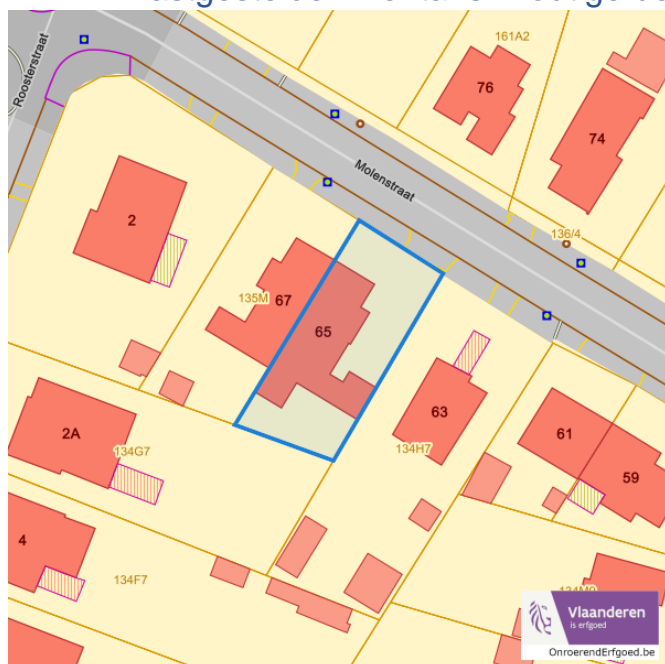 161A2
Roosterstraat
76
74
Molenstraat
2
136/4
135M
67
65
63
61
59
2A
134G7
134H7
4
134F7
Vlaanderen
is erfgoed
OnroerendErfgoed.be